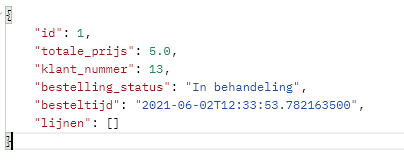 {
"id": 1,
"totale_prijs": 5.0,
"klant_nummer": 13,
"bestelling_status": "In behandeling",
"besteltijd": "2021-06-02T12:33:53.782163500",
"lijnen": []
}